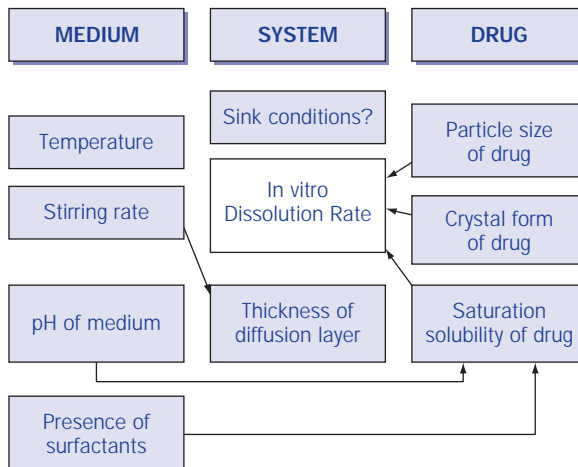 MEDIUM
SYSTEM
DRUG
Sink conditions?
Temperature
Particle size
of drug
In vitro
Dissolution Rate
Stirring rate
Crystal form
of drug
pH of medium
Thickness of
diffusion layer
Saturation
solubility of drug
Presence of
surfactants